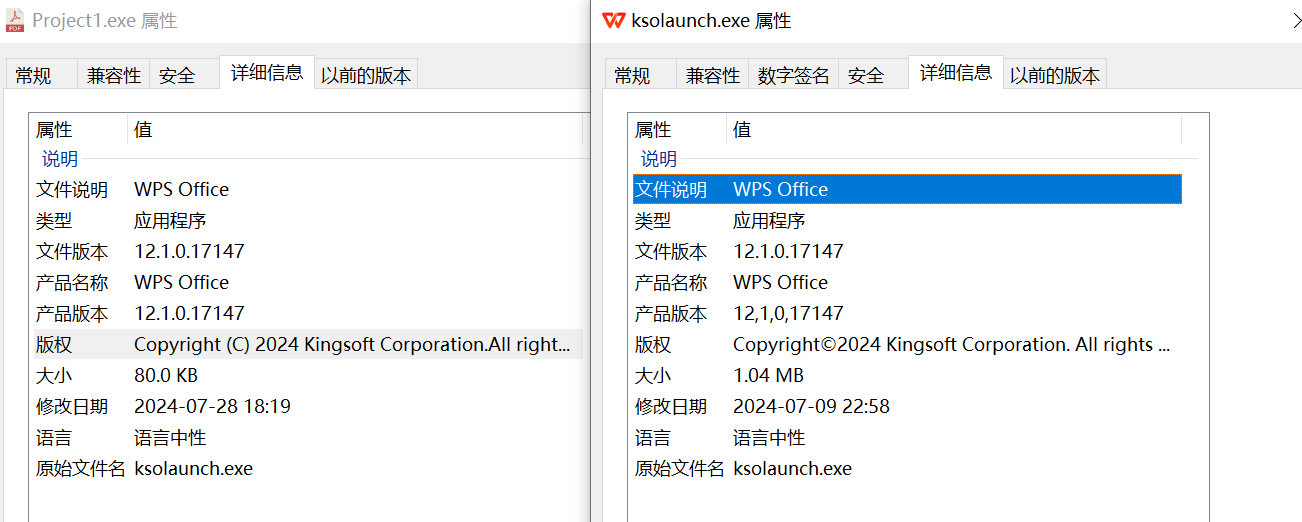 Project1.exe 属性
常规 兼容性 安全 详细信息 以前的版本
属性 值
说明
文件说明 WPS Office
类型 应用程序
文件版本 12.1.0.17147
产品名称 WPS Office
产品版本 12.1.0.17147
版权 Copyright (C) 2024 Kingsoft Corporation.All right...
大小 80.0 KB
修改日期 2024-07-28 18:19
语言 语言中性
原始文件名 ksolaunch.exe
ksolaunch.exe 属性
常规 兼容性 数字签名 安全 详细信息 以前的版本
属性 值
说明
文件说明 WPS Office
类型 应用程序
文件版本 12.1.0.17147
产品名称 WPS Office
产品版本 12,1,0,17147
版权 Copyright©2024 Kingsoft Corporation. All rights ...
大小 1.04 MB
修改日期 2024-07-09 22:58
语言 语言中性
原始文件名 ksolaunch.exe